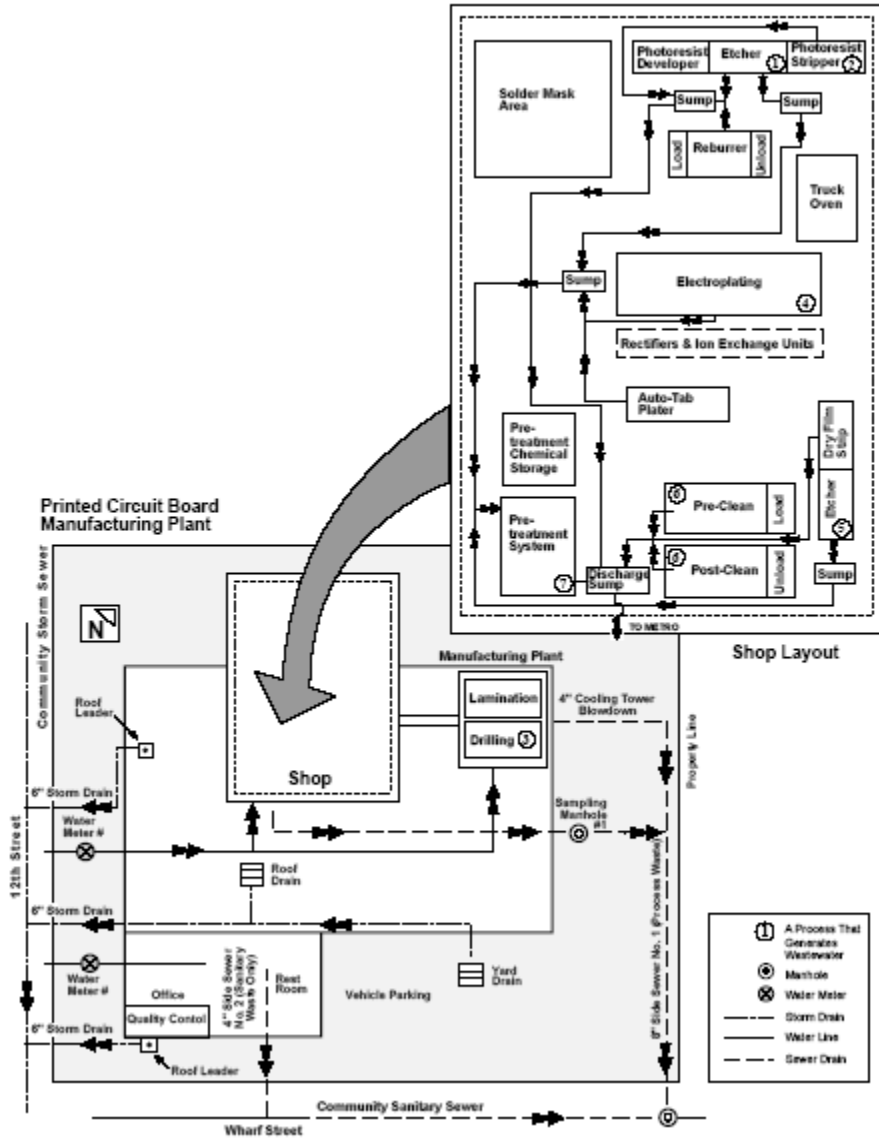 Photoresist
Developer
Etcher
1
Photoresist
Stripper
2
Solder Mask
Area
Sump
Sump
Load
Reburrer
Unload
Truck
Oven
Sump
Electroplating
4
Rectifiers & Ion Exchange Units
Auto-Tab
Plater
Dry Film
Strip
Etcher
5
Pre-
treatment
Chemical
Storage
Pre-
treatment
System
7
Pre-Clean
Load
Post-Clean
6
Unload
Discharge
Sump
Sump
TO METRO
Shop Layout
Printed Circuit Board
Manufacturing Plant
Community Storm Sewer
N
Manufacturing Plant
Roof
Leader
Lamination
Drilling 3
4" Cooling Tower
Blowdown
Property Line
Shop
6" Storm Drain
Water
Meter #
Sampling
Manhole
#1
12th Street
Roof
Drain
6" Storm Drain
8" Side Sewer No. 1 (Process Waste)
Water
Meter #
Office
Quality Contol
4" Side Sewer
No. 2 (Sanitary
Waste Only)
Rest
Room
Vehicle Parking
Yard
Drain
6" Storm Drain
Roof Leader
Community Sanitary Sewer
Wharf Street
1
A Process That
Generates
Wastewater
Manhole
Water Meter
Storm Drain
Water Line
Sewer Drain